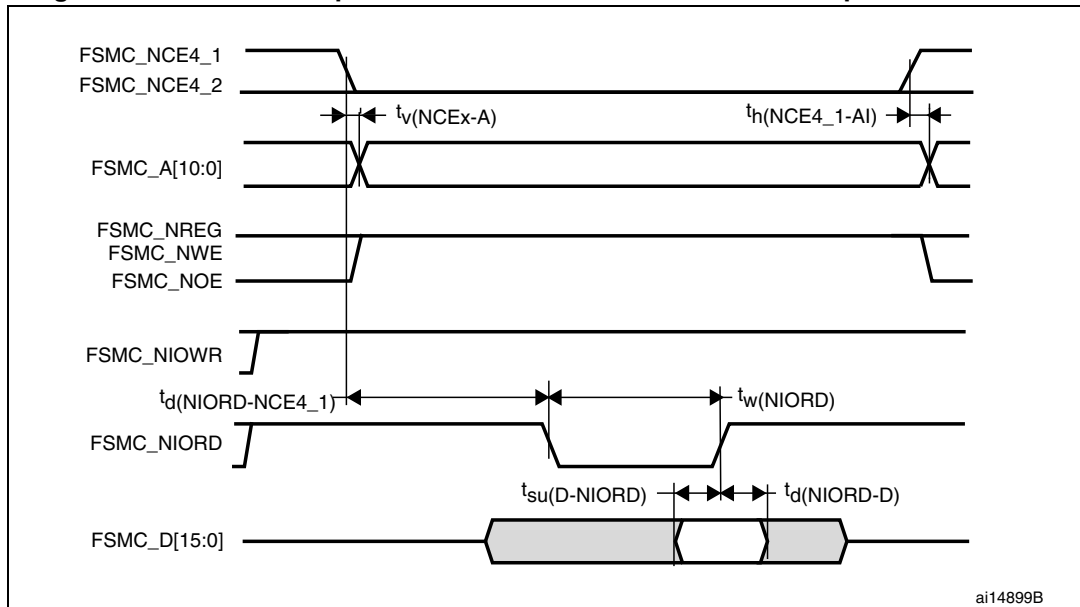 FSMC_NCE4_1
FSMC_NCE4_2
tv(NCEx-A)
th(NCE4_1-AI)
FSMC_A[10:0]
FSMC_NREG
FSMC_NWE
FSMC_NOE
FSMC_NIOWR
td(NIORD-NCE4_1)
tw(NIORD)
FSMC_NIORD
tsu(D-NIORD)
td(NIORD-D)
FSMC_D[15:0]
ai14899B